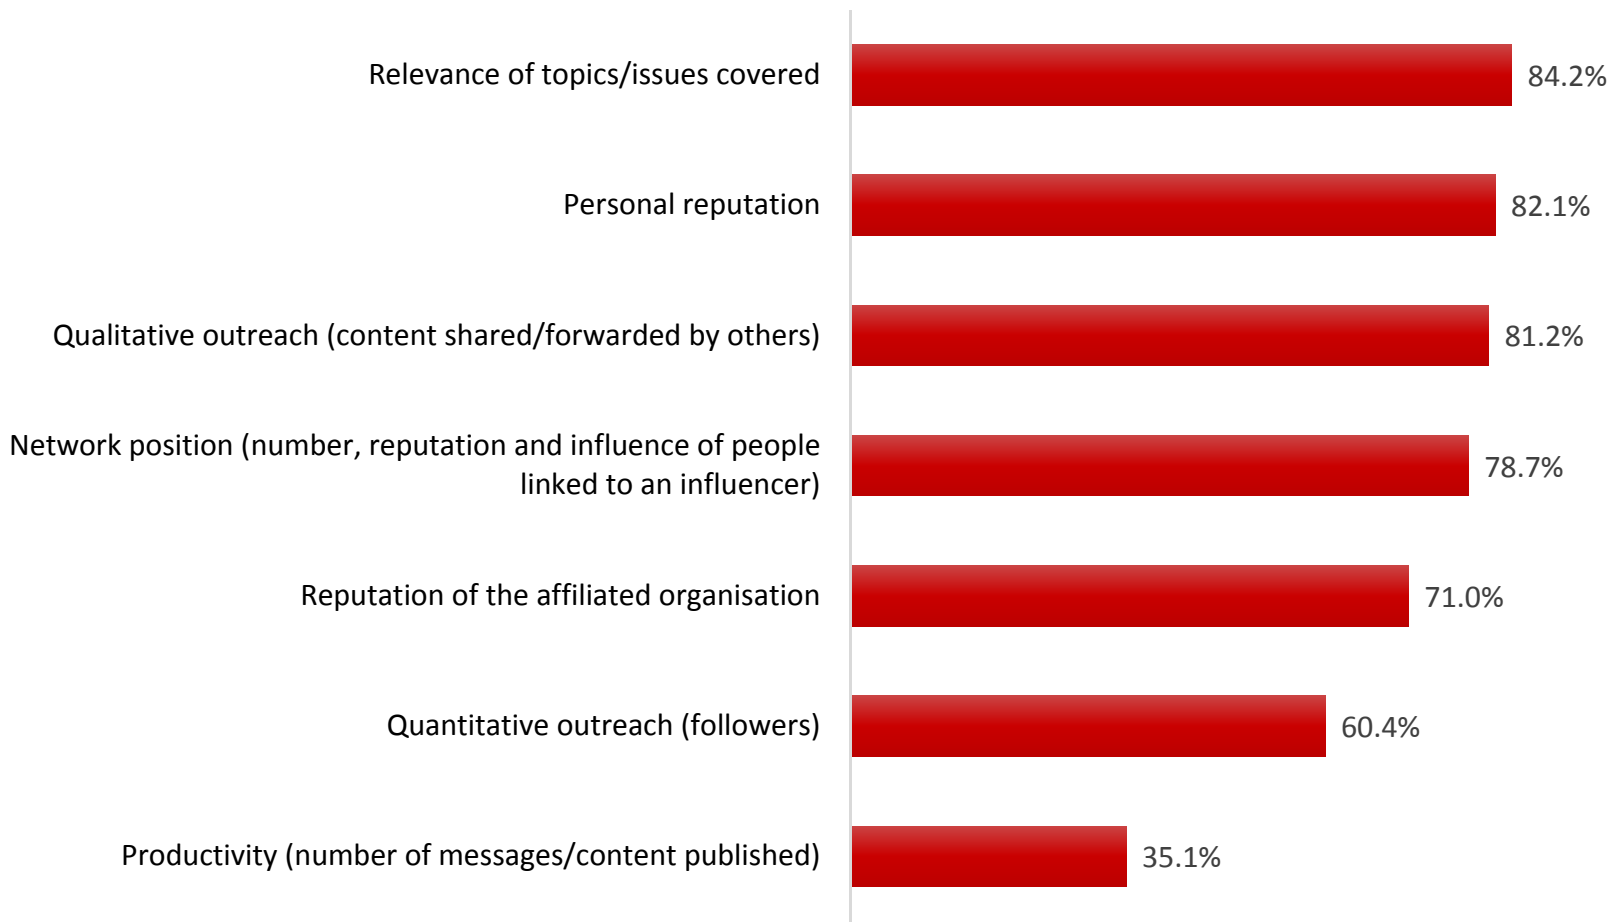 Relevance of topics/issues covered
84.2%
Personal reputation
82.1%
Qualitative outreach (content shared/forwarded by others)
81.2%
Network position (number, reputation and influence of people
linked to an influencer)
78.7%
Reputation of the affiliated organisation
71.0%
Quantitative outreach (followers)
60.4%
Productivity (number of messages/content published)
35.1%